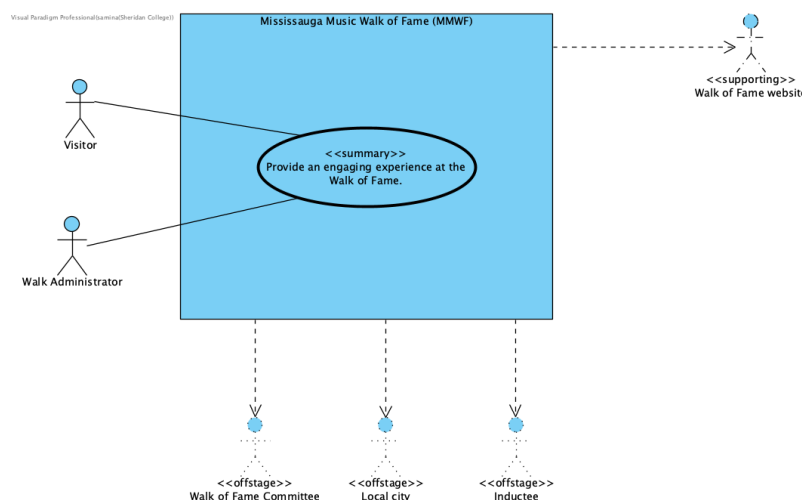 Visual Paradigm Professional(samina(Sheridan College))
Mississauga Music Walk of Fame (MMWF)
<<supporting>>
Walk of Fame website
Visitor
<<summary>>
Provide an engaging experience at the
Walk of Fame.
Walk Administrator
<<offstage>>
Walk of Fame Committee
<<offstage>>
Local city
<<offstage>>
Inductee